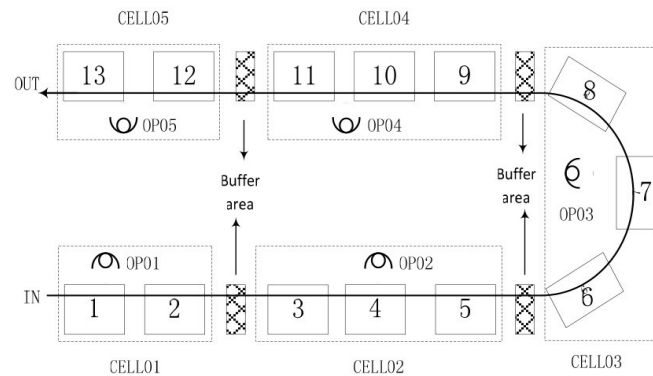 CELL05
CELL04
13
12
11
10
9
8
OUT
OP05
OP04
Buffer
area
Buffer
area
7
OP03
OP01
OP02
IN
1
2
3
4
5
6
CELL01
CELL02
CELL03